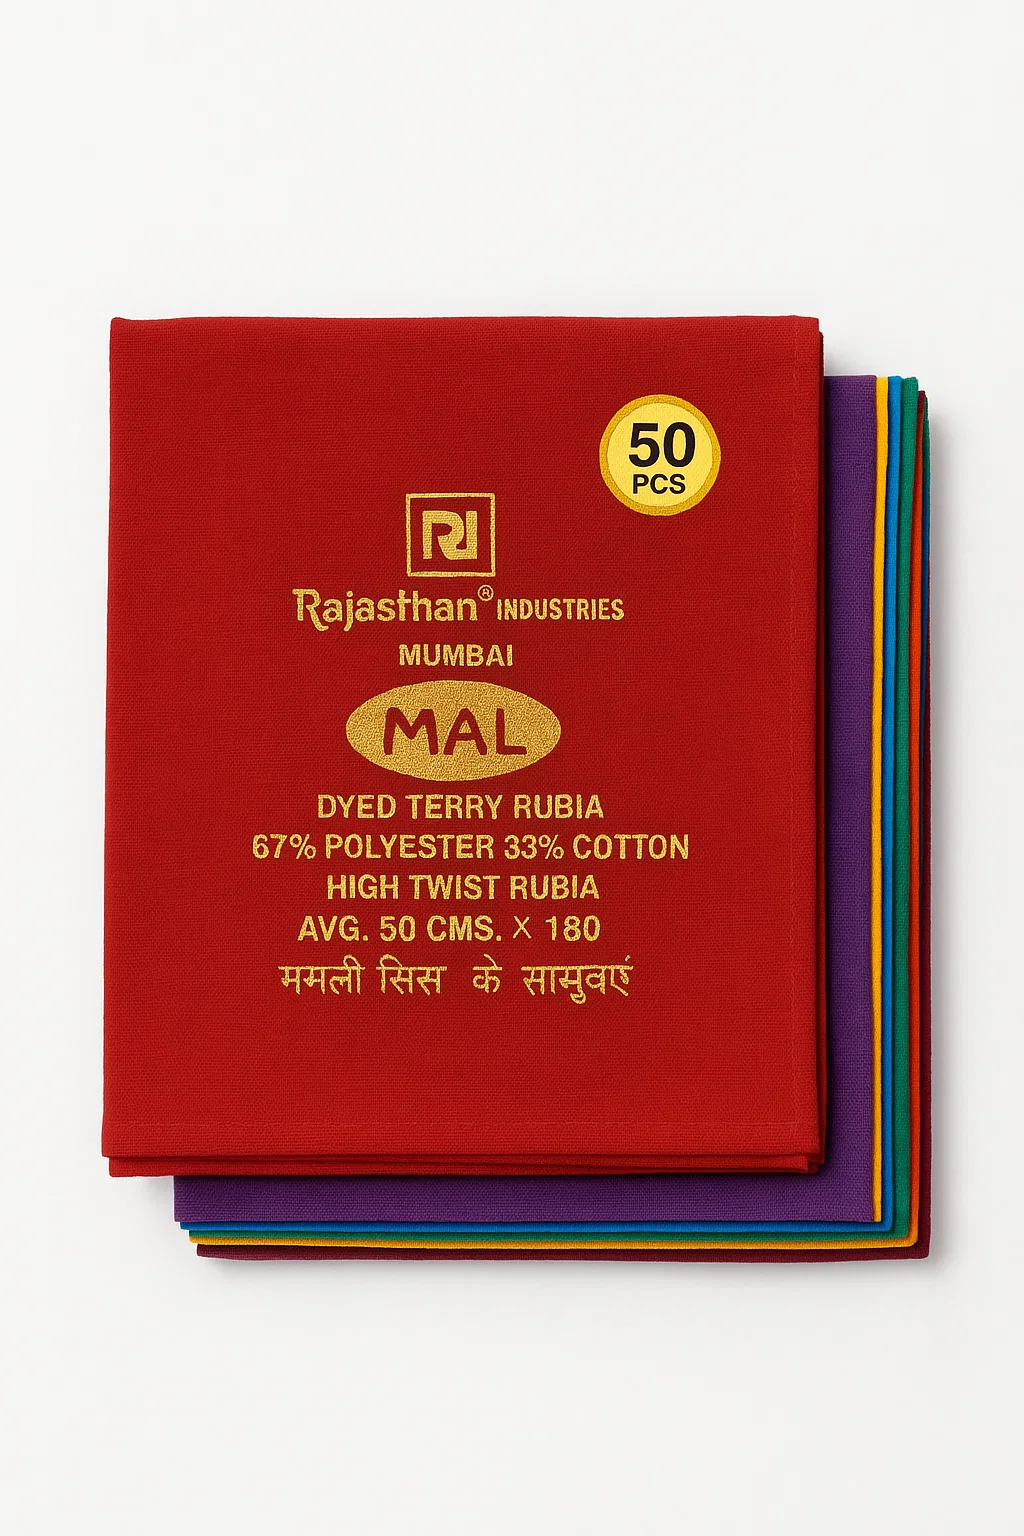 50
PCS
RI
Rajasthan® INDUSTRIES
MUMBAI
MAL
DYED TERRY RUBIA
67% POLYESTER 33% COTTON
HIGH TWIST RUBIA
AVG. 50 CMS. X 180
ममली सिस के सामुवएं